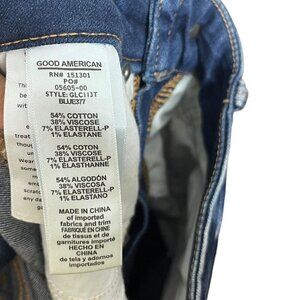 GOOD AMERICAN
RN# 151301
PO#
05605-00
STYLE: GLC113T
BLUE377
54% COTTON
38% VISCOSE
7% ELASTERELL-P
1% ELASTANE
54% COTON
38% VISCOSE
7% ELASTERELL-P
1% ELASTHANNE
54% ALGODÓN
38% VISCOSA
7% ELASTERELL-P
1% ELASTANO
MADE IN CHINA
of imported
fabrics and trim
FABRIQUÉ EN CHINE
de tissus et de
garnitures importés
HECHO EN
CHINA
de tela y adornos
importados